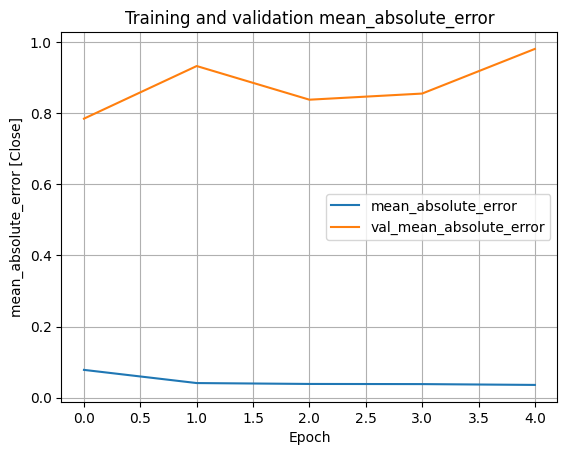 Training and validation mean_absolute_error
mean_absolute_error [Close]
1.0
0.8
0.6
0.4
0.2
0.0
mean_absolute_error
val_mean_absolute_error
0.0 0.5 1.0 1.5 2.0 2.5 3.0 3.5 4.0
Epoch